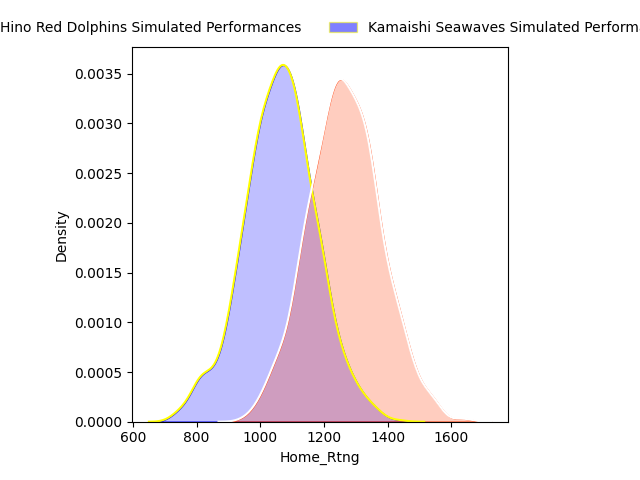 Hino Red Dolphins Simulated Performances
Kamaishi Seawaves Simulated Perform
0.0035
0.0030
0.0025
0.0020
0.0015
0.0010
0.0005
0.0000
Density
600 800 1000 1200 1400 1600
Home_Rtng